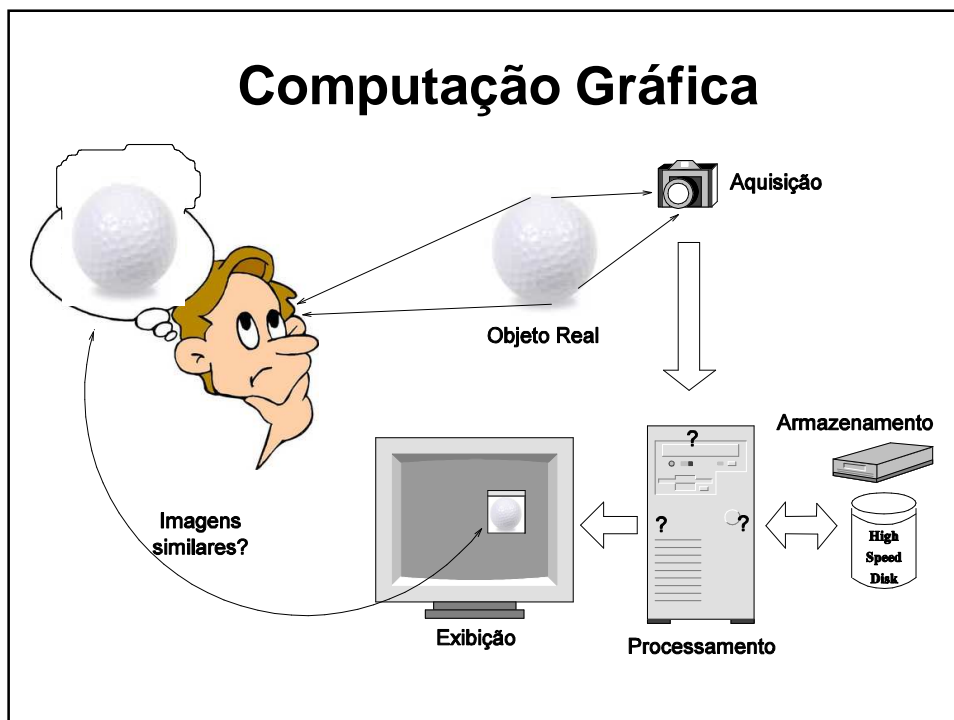 Computação Gráfica
Aquisição
Objeto Real
Armazenamento
?
?
?
High
Speed
Disk
Imagens
similares?
Exibição
Processamento